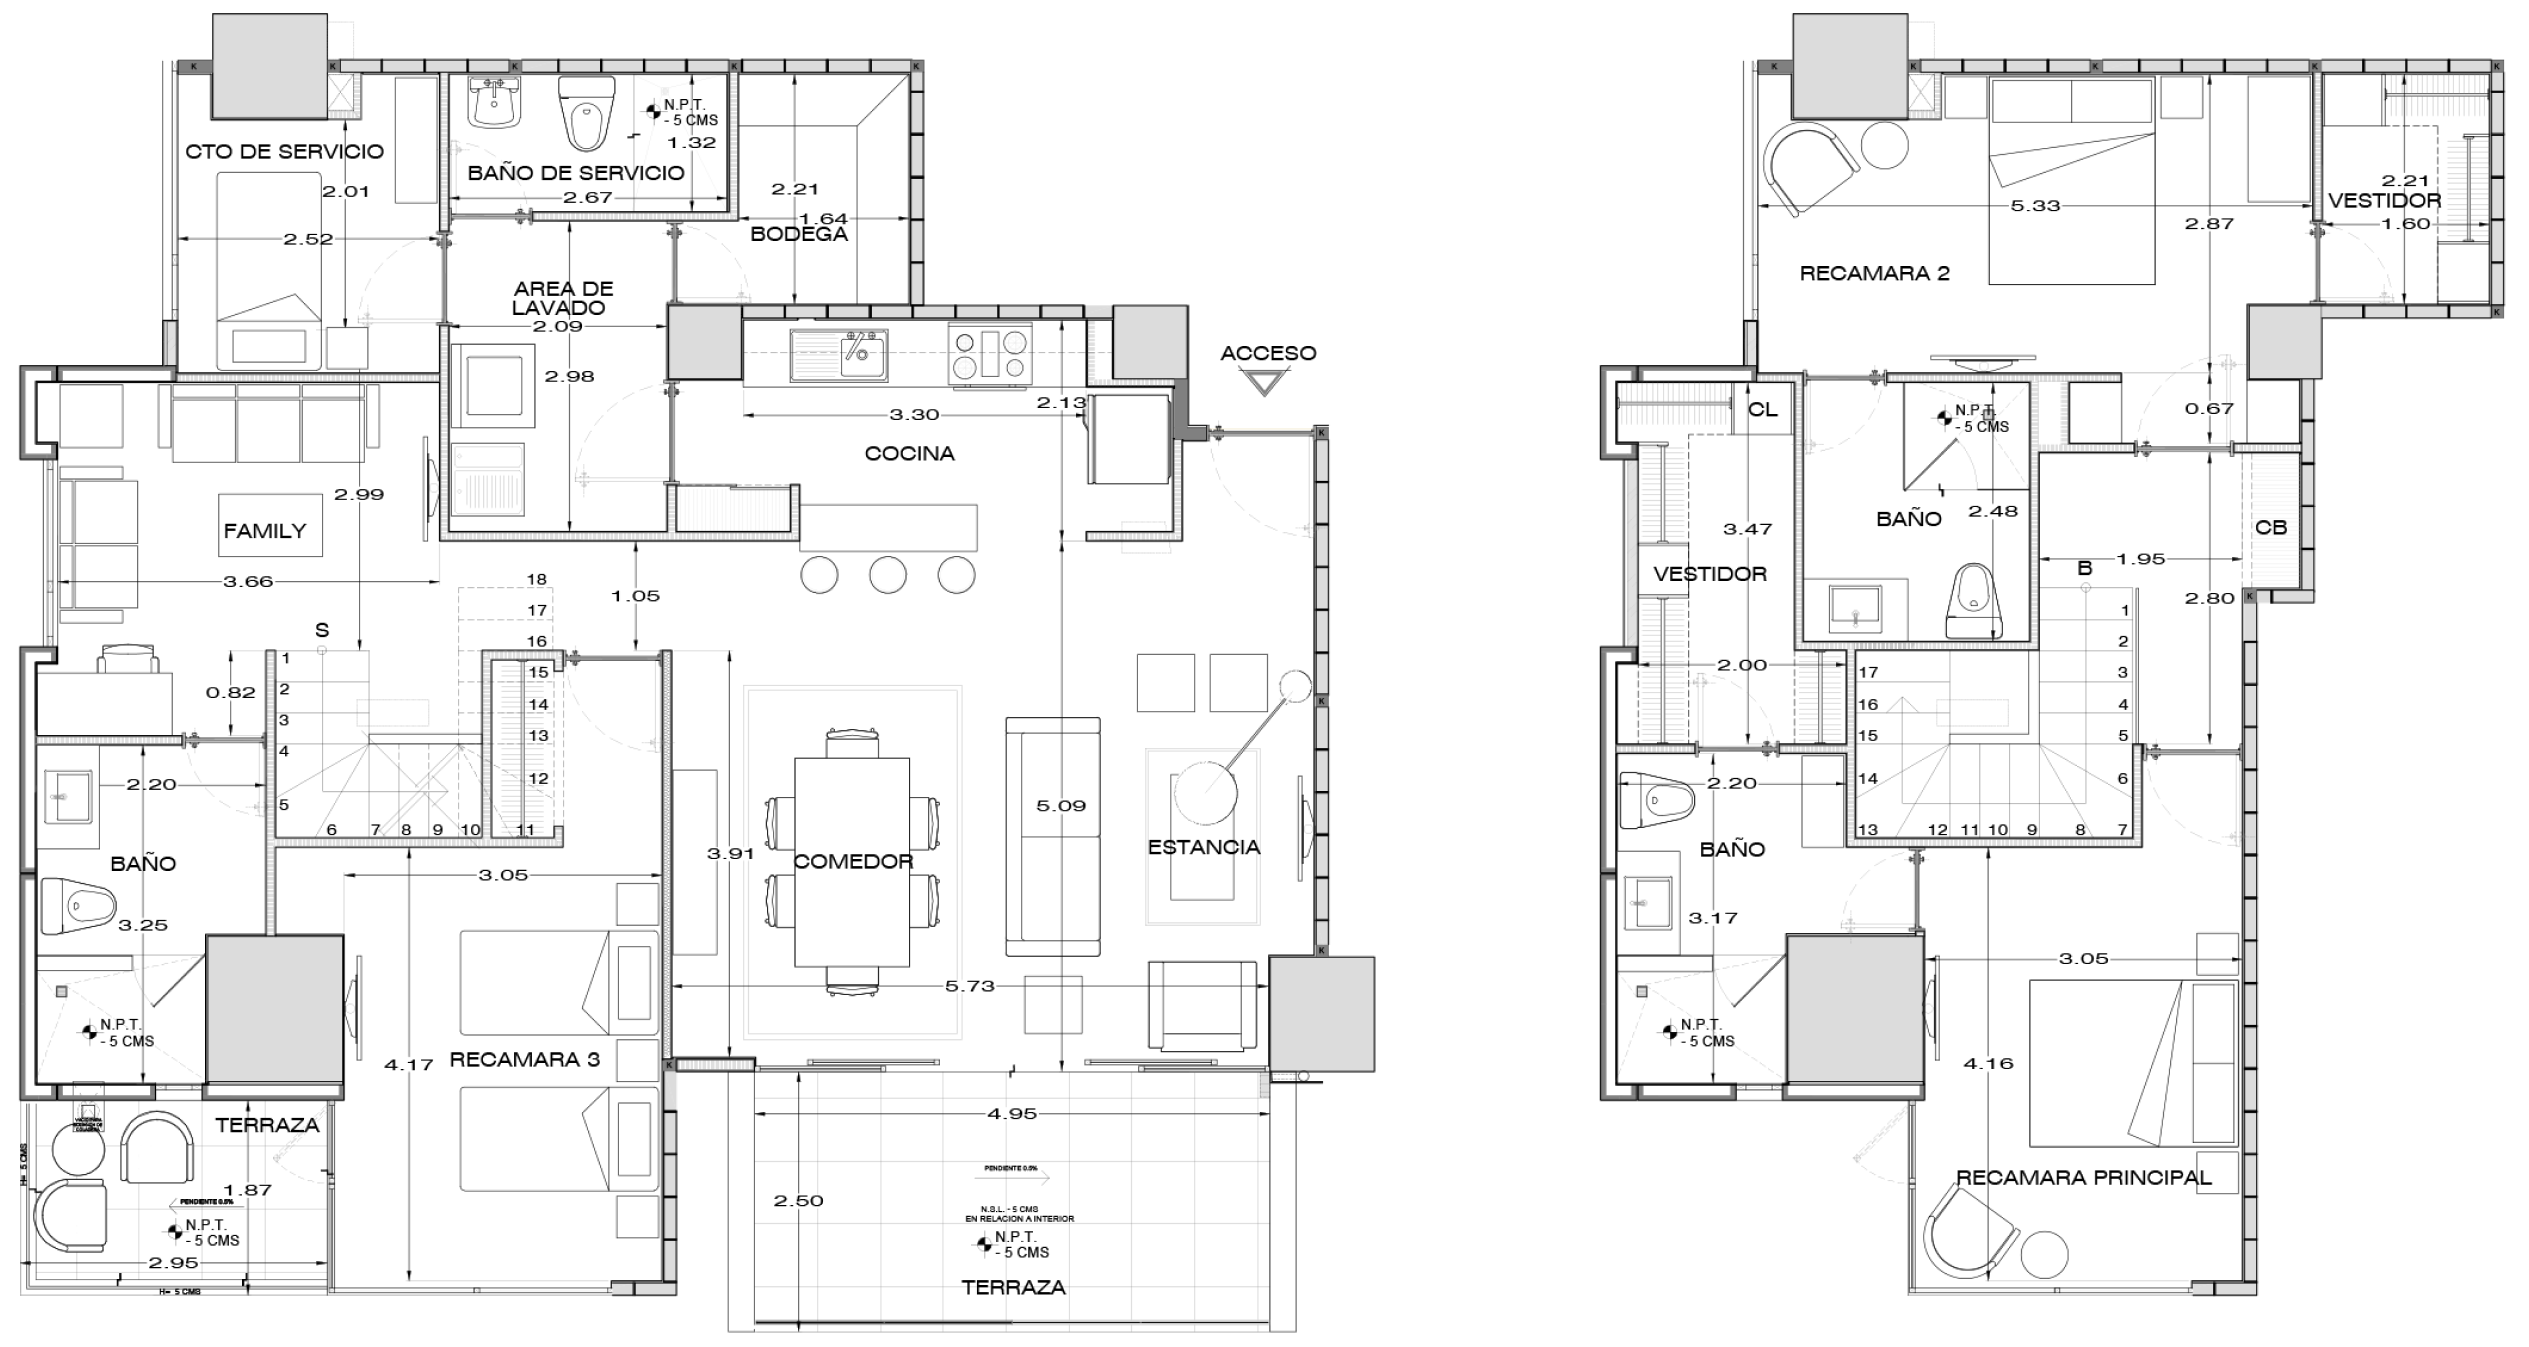 K
K
K
K
K
N.P.T.
- 5 CMS
CTO DE SERVICIO
1.32
BAÑO DE SERVICIO
2.01
2.67
2.21
1.64
BODEGA
2.52
AREA DE
LAVADO
2.09
ACCESO
2.98
2.13
3.30
K
COCINA
2.99
FAMILY
3.66
18
1.05
17
S
16
1
15
0.82
2
14
K
3
13
4
12
2.20
5
5.09
6
7
8
9
10
11
3.91
ESTANCIA
BAÑO
COMEDOR
3.05
3.25
K
5.73
N.P.T.
- 5 CMS
RECAMARA 3
4.17
K
4.95
TERRAZA
H= 5 CMS
PENDIENTE 0.5%
1.87
PENDIENTE 0.5%
2.50
N.S.L. - 5 CMS
EN RELACION A INTERIOR
N.P.T.
- 5 CMS
N.P.T.
- 5 CMS
2.95
H= 5 CMS
TERRAZA
K
K
K
K
K
2.21
VESTIDOR
5.33
2.87
1.60
RECAMARA 2
K
CL
N.P.T.
- 5 CMS
0.67
3.47
BAÑO
2.48
CB
1.95
VESTIDOR
B
2.80
K
1
2
2.00
17
3
16
4
15
5
14
6
2.20
13
12
11
10
9
8
7
BAÑO
3.17
3.05
N.P.T.
- 5 CMS
4.16
RECAMARA PRINCIPAL